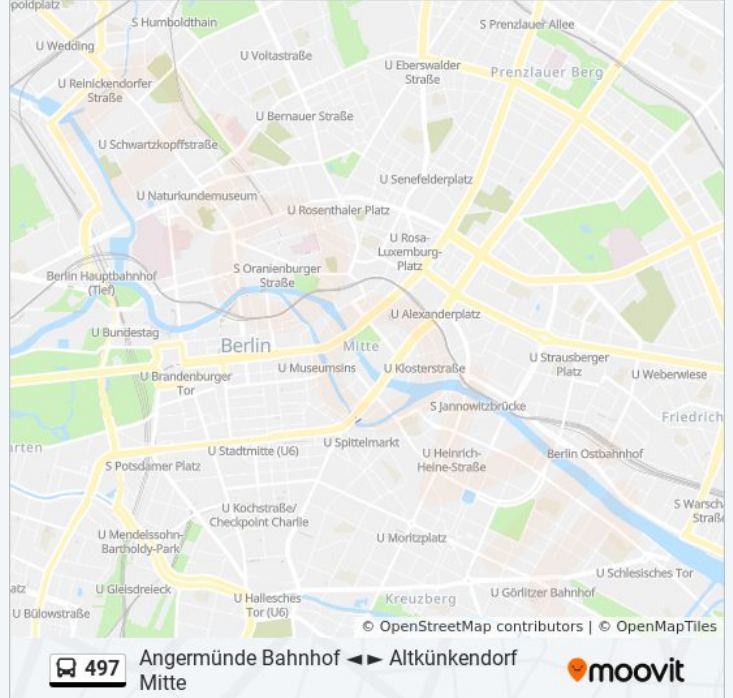 poldplatz
S Humboldthain
S Prenzlauer Allee
U Wedding
U Voltastraße
U Eberswalder
Straße
Prenzlauer Berg
U Reinickendorfer
Straße
U Bernauer Straße
U Schwartzkopffstraße
U Senefelderplatz
U Naturkundemuseum
U Rosenthaler Platz
U Rosa-
Luxemburg-
Platz
Berlin Hauptbahnhof
(Tief)
S Oranienburger
Straße
U Alexanderplatz
U Bundestag
Berlin
Mitte
U Strausberger
Platz
U Museumsins
U Klosterstraße
U Weberwiese
U Brandenburger
Tor
S Jannowitzbrücke
Friedrich
rten
U Stadtmitte (U6)
U Spittelmarkt
U Heinrich-
Heine-Straße
Berlin Ostbahnhof
S Potsdamer Platz
S Warsch
Straße
U Kochstraße/
Checkpoint Charlie
U Mendelssohn-
Bartholdy-Park
U Moritzplatz
U Schlesisches Tor
atz
U Gleisdreieck
U Görlitzer Bahnhof
U Hallesches
Tor (U6)
Kreuzberg
U Bülowstraße
© OpenStreetMap contributors | © OpenMapTiles
497
Angermünde Bahnhof ◄► Altkünkendorf
Mitte
moovit